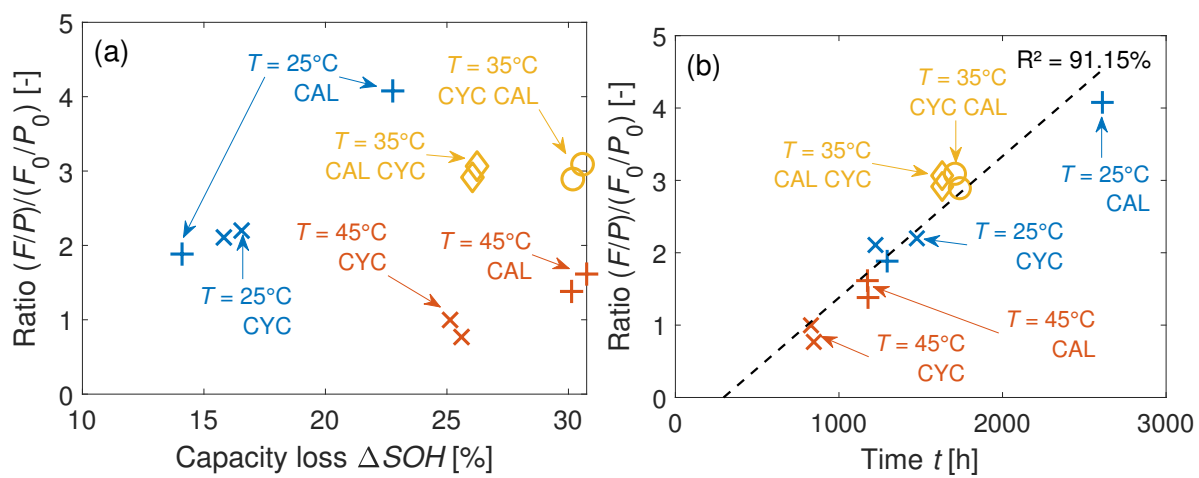 (a)
T = 25°C
CAL
T = 35°C
CYC CAL
T = 35°C
CAL CYC
T = 45°C
CYC
T = 45°C
CAL
T = 25°C
CYC
Ratio (F/P)/(F₀/P₀) [-]
0
1
2
3
4
5
10
15
20
25
30
Capacity loss ΔSOH [%]
(b)
R² = 91.15%
T = 35°C
CYC CAL
T = 35°C
CAL CYC
T = 25°C
CAL
T = 25°C
CYC
T = 45°C
CAL
T = 45°C
CYC
Ratio (F/P)/(F₀/P₀) [-]
0
1
2
3
4
5
0
1000
2000
3000
Time t [h]